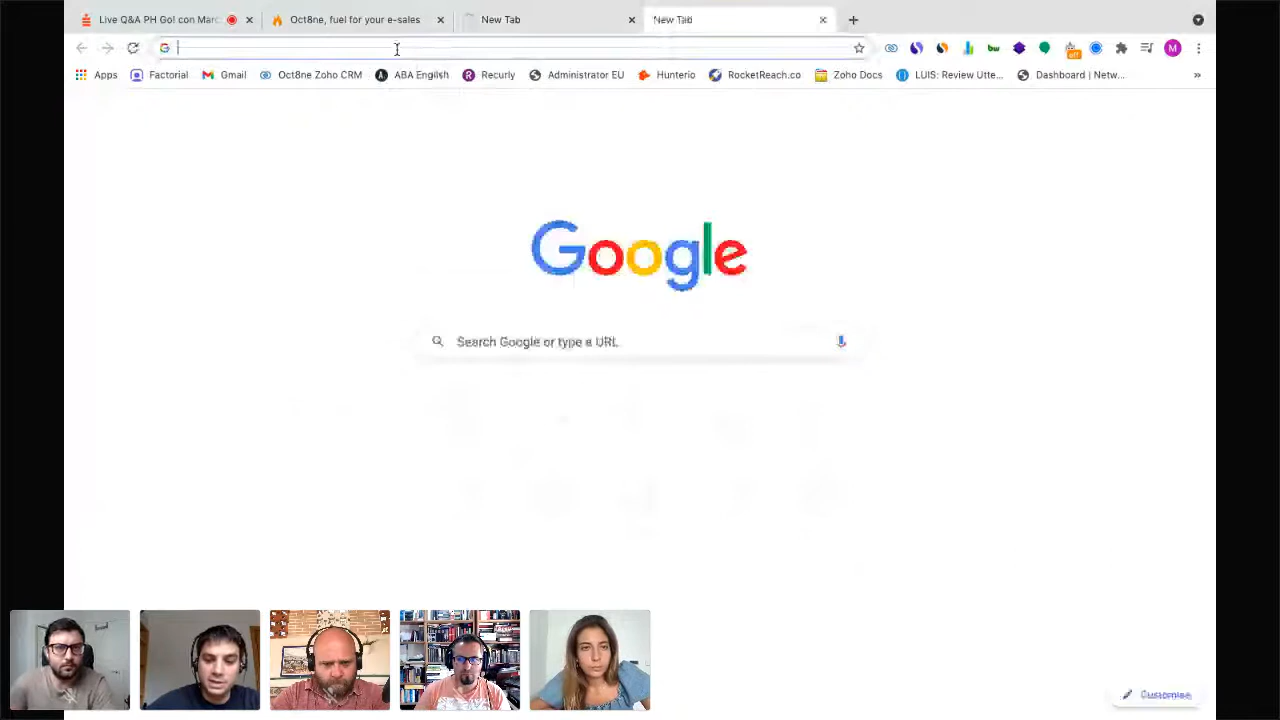 Live Q&A PH Go! con Marc
Oct8ne, fuel for your e-sales
New Tab
New Tab
Apps
Factorial
Gmail
Oct8ne Zoho CRM
ABA English
Recurly
Administrator EU
Hunterio
RocketReach.co
Zoho Docs
LUIS: Review Utte...
Dashboard | Netw...
»
Google
Search Google or type a URL
Customise